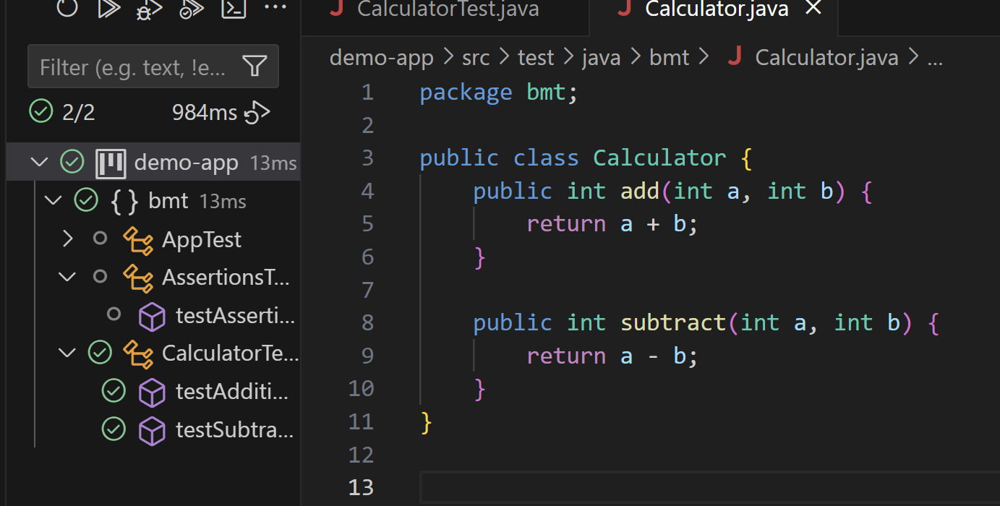 CalculatorTest.java
Calculator.java
Filter (e.g. text, !e...
2/2 984ms
demo-app 13ms
{ } bmt 13ms
AppTest
AssertionsT...
testAsserti...
CalculatorTe...
testAdditi...
testSubtra...
demo-app > src > test > java > bmt > J Calculator.java > ...
1 package bmt;
2
3 public class Calculator {
4 public int add(int a, int b) {
5 return a + b;
6 }
7
8 public int subtract(int a, int b) {
9 return a - b;
10 }
11 }
12
13